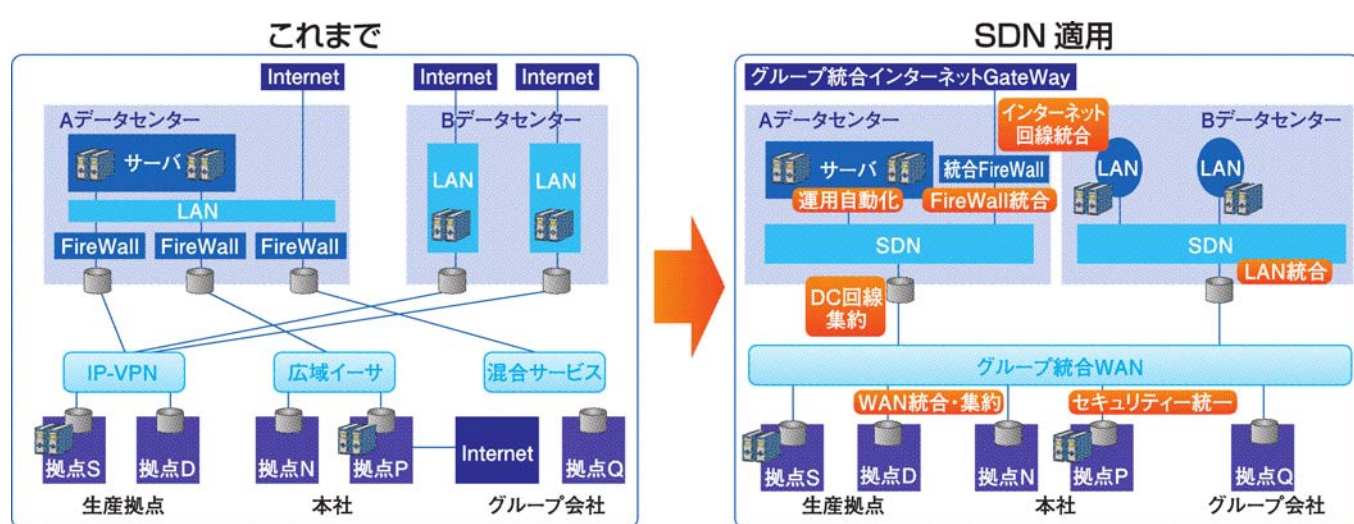 これまで
Internet
Internet
Internet
Aデータセンター
Bデータセンター
サーバ
LAN
LAN
LAN
FireWall
FireWall
FireWall
IP-VPN
広域イーサ
混合サービス
拠点S
拠点D
拠点N
拠点P
Internet
拠点Q
生産拠点
本社
グループ会社
SDN 適用
グループ統合インターネットGateWay
Aデータセンター
インターネット
回線統合
Bデータセンター
サーバ
統合FireWall
LAN
LAN
運用自動化
FireWall統合
SDN
SDN
LAN統合
DC回線
集約
グループ統合WAN
WAN統合・集約
セキュリティー統一
拠点S
拠点D
拠点N
拠点P
拠点Q
生産拠点
本社
グループ会社